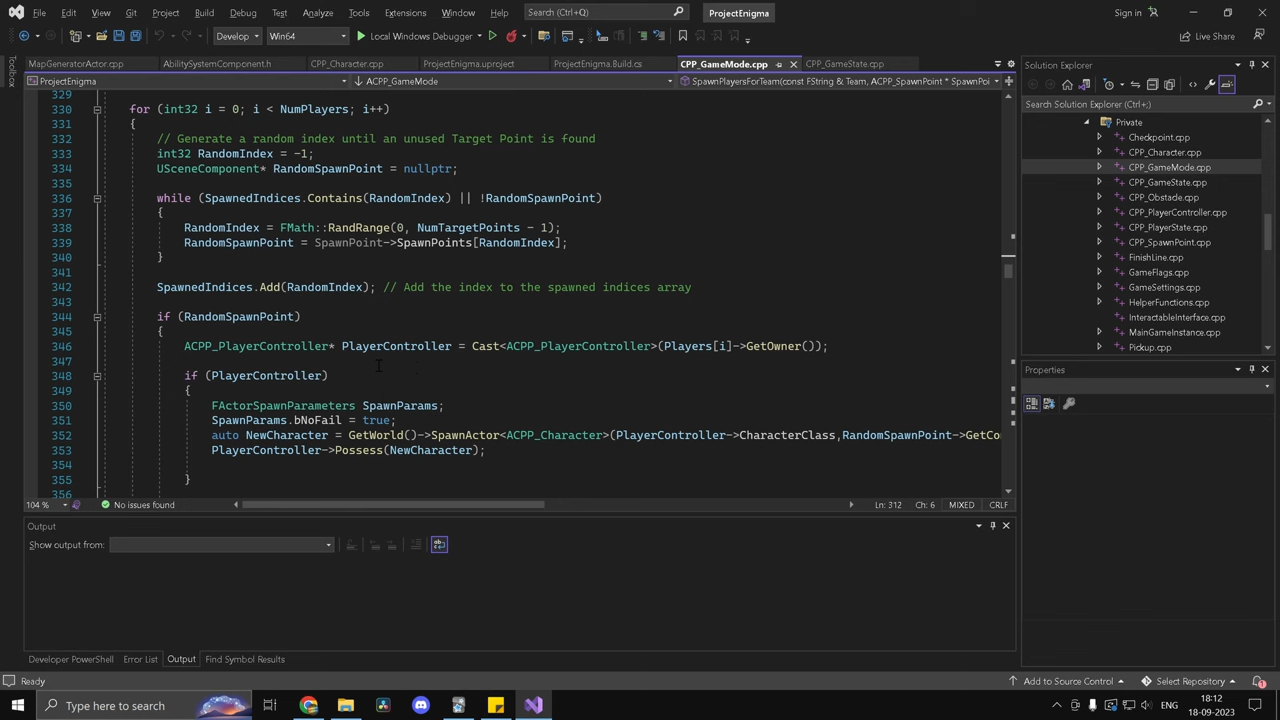 File Edit View Git Project Build Debug Test Analyze Tools Extensions Window Help Search (Ctrl+Q) ProjectEnigma Sign in
Develop Win64 Local Windows Debugger Live Share
Toolbox
MapGeneratorActor.cpp AbilitySystemComponent.h CPP_Character.cpp ProjectEnigma.uproject ProjectEnigma.Build.cs CPP_GameMode.cpp CPP_GameState.cpp
ProjectEnigma ACPP_GameMode SpawnPlayersForTeam(const FString & Team, ACPP_SpawnPoint * SpawnPoi
329
330 for (int32 i = 0; i < NumPlayers; i++)
331 {
332 // Generate a random index until an unused Target Point is found
333 int32 RandomIndex = -1;
334 USceneComponent* RandomSpawnPoint = nullptr;
335
336 while (SpawnedIndices.Contains(RandomIndex) || !RandomSpawnPoint)
337 {
338 RandomIndex = FMath::RandRange(0, NumTargetPoints - 1);
339 RandomSpawnPoint = SpawnPoint->SpawnPoints[RandomIndex];
340 }
341
342 SpawnedIndices.Add(RandomIndex); // Add the index to the spawned indices array
343
344 if (RandomSpawnPoint)
345 {
346 ACPP_PlayerController* PlayerController = Cast<ACPP_PlayerController>(Players[i]->GetOwner());
347
348 if (PlayerController)
349 {
350 FActorSpawnParameters SpawnParams;
351 SpawnParams.bNoFail = true;
352 auto NewCharacter = GetWorld()->SpawnActor<ACPP_Character>(PlayerController->CharacterClass,RandomSpawnPoint->GetCo
353 PlayerController->Possess(NewCharacter);
354
355 }
356
104 % No issues found Ln: 312 Ch: 6 MIXED CRLF
Output
Show output from:
Developer PowerShell Error List Output Find Symbol Results
Solution Explorer
Search Solution Explorer (Ctrl+;)
Private
Checkpoint.cpp
CPP_Character.cpp
CPP_GameMode.cpp
CPP_GameState.cpp
CPP_Obstade.cpp
CPP_PlayerController.cpp
CPP_PlayerState.cpp
CPP_SpawnPoint.cpp
FinishLine.cpp
GameFlags.cpp
GameSettings.cpp
HelperFunctions.cpp
InteractableInterface.cpp
MainGameInstance.cpp
Pickup.cpp
Properties
Ready Add to Source Control Select Repository 1
Type here to search 18:12
18-09-2023